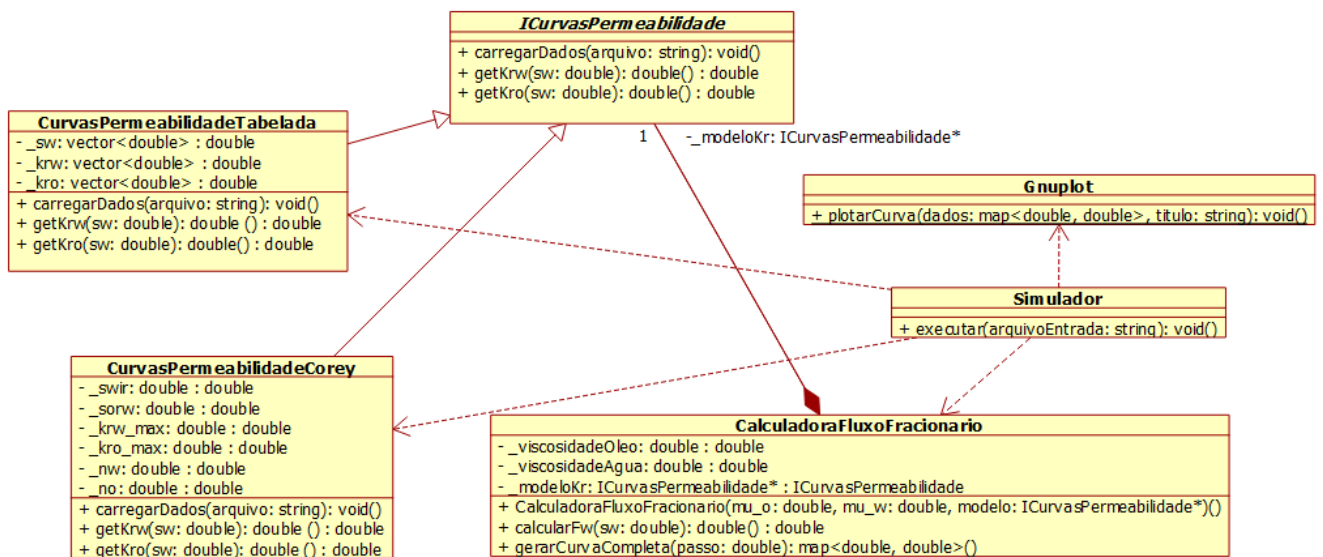 ICurvasPermeabilidade
+ carregarDados(arquivo: string): void()
+ getKrw(sw: double): double() : double
+ getKro(sw: double): double() : double
CurvasPermeabilidadeTabelada
- _sw: vector<double> : double
- _krw: vector<double> : double
- _kro: vector<double> : double
+ carregarDados(arquivo: string): void()
+ getKrw(sw: double): double () : double
+ getKro(sw: double): double() : double
1
-_modeloKr: ICurvasPermeabilidade*
Gnuplot
+ plotarCurva(dados: map<double, double>, titulo: string): void()
Simulador
+ executar(arquivoEntrada: string): void()
CurvasPermeabilidadeCorey
- _swir: double : double
- _sorw: double : double
- _krw_max: double : double
- _kro_max: double : double
- _nw: double : double
- _no: double : double
+ carregarDados(arquivo: string): void()
+ getKrw(sw: double): double () : double
+ getKro(sw: double): double () : double
CalculadoraFluxoFracionario
- _viscosidadeOleo: double : double
- _viscosidadeAgua: double : double
- _modeloKr: ICurvasPermeabilidade* : ICurvasPermeabilidade
+ CalculadoraFluxoFracionario(mu_o: double, mu_w: double, modelo: ICurvasPermeabilidade*)()
+ calcularFw(sw: double): double() : double
+ gerarCurvaCompleta(passo: double): map<double, double>()